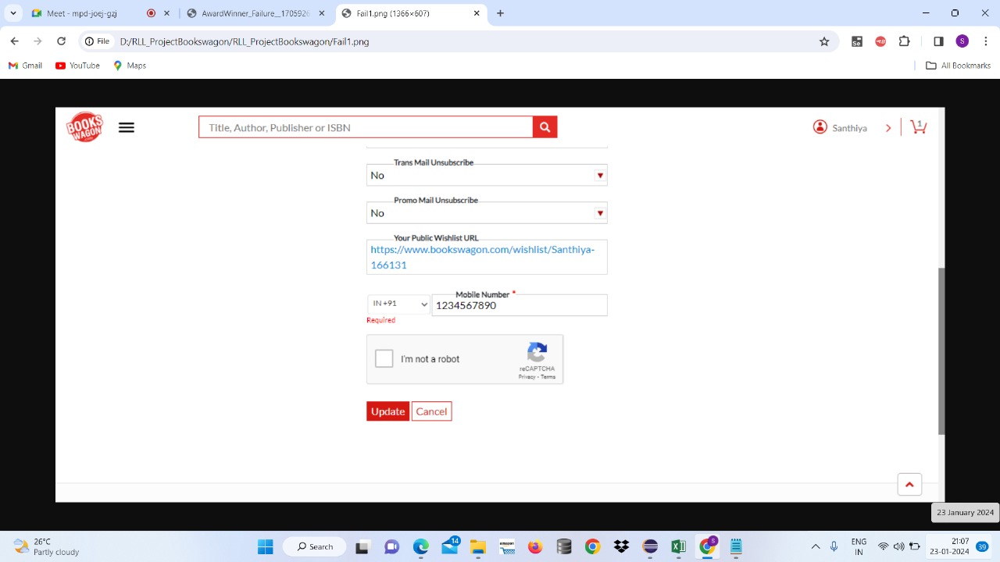 Meet - mpd-joej-gzj
AwardWinner_Failure__1705926
Fail1.png (1366×607)
File
D:/RLL_ProjectBookswagon/RLL_ProjectBookswagon/Fail1.png
S
Gmail
YouTube
Maps
All Bookmarks
BOOKS
WAGON
.com
Title, Author, Publisher or ISBN
Santhiya
1
Trans Mail Unsubscribe
No
Promo Mail Unsubscribe
No
Your Public Wishlist URL
https://www.bookswagon.com/wishlist/Santhiya-
166131
Mobile Number *
IN +91
1234567890
Required
I'm not a robot
reCAPTCHA
Privacy - Terms
Update
Cancel
23 January 2024
26°C
Partly cloudy
Search
14
amazon
S
ENG
IN
21:07
23-01-2024
39